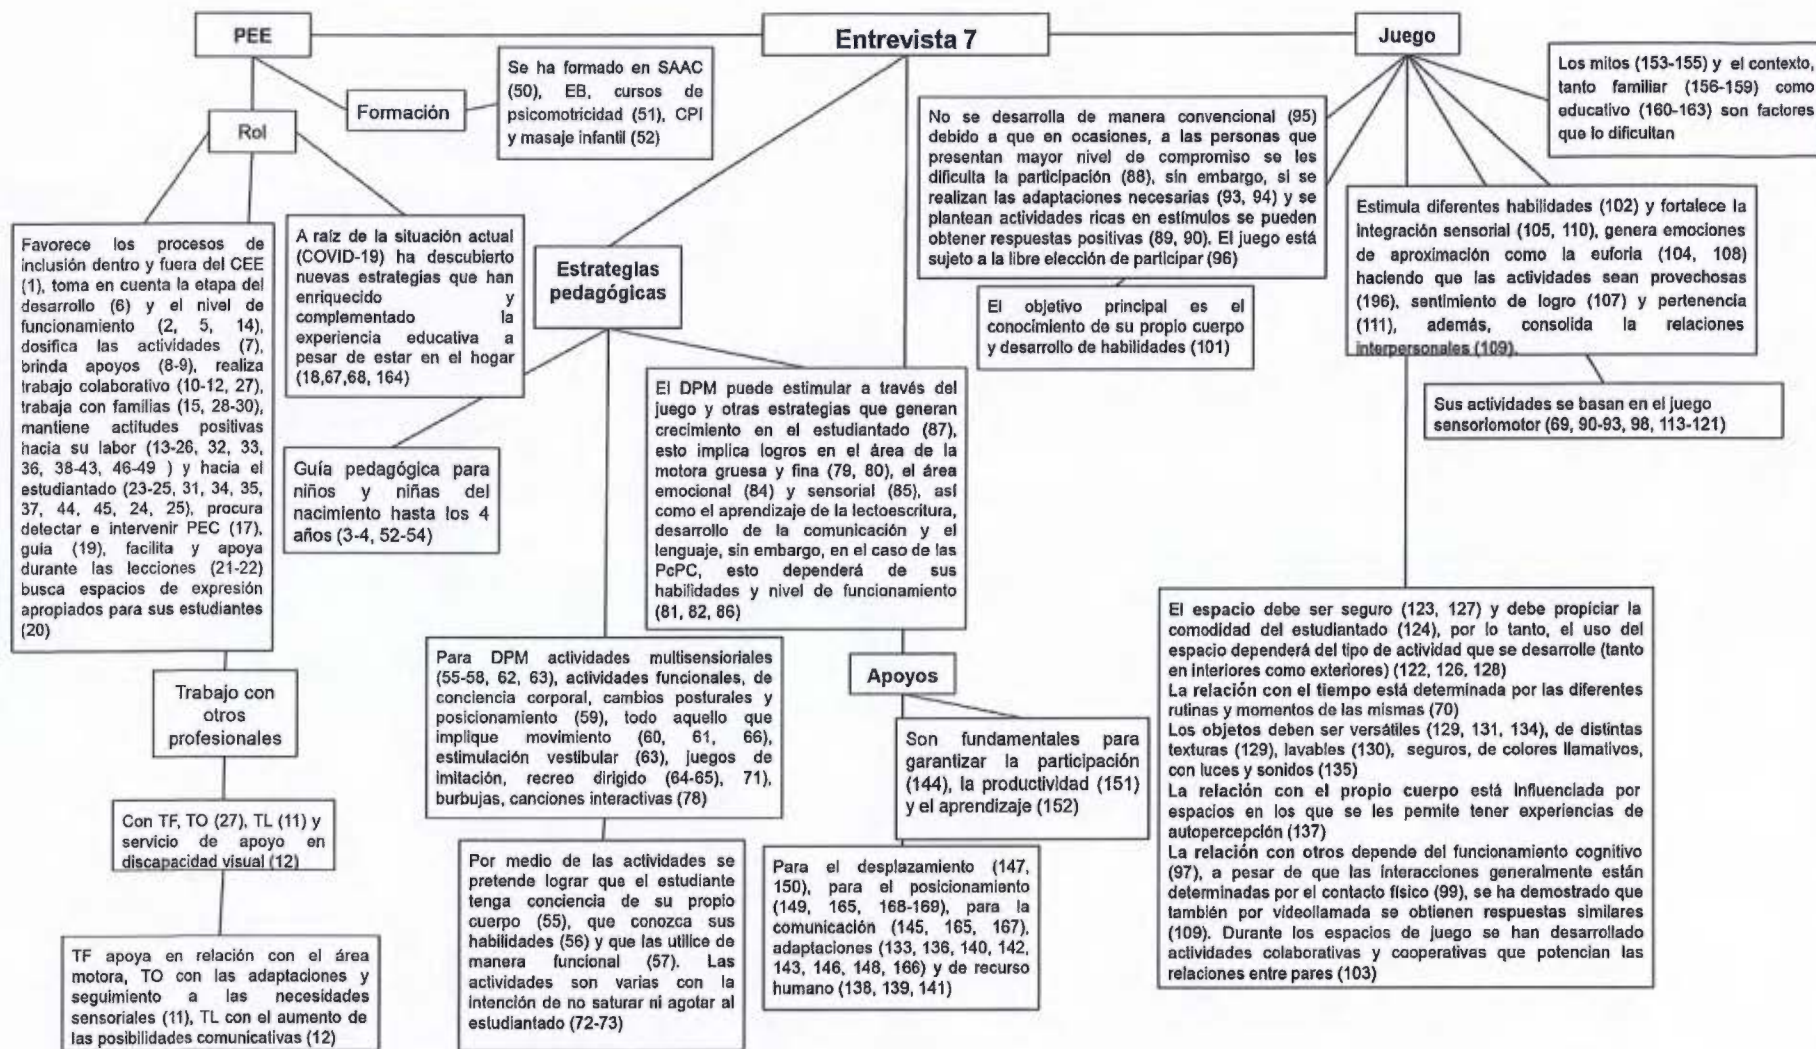 PEE
Entrevista 7
Juego
Se ha formado en SAAC
(50), EB, cursos de
psicomotricidad (51), CPI
y masaje infantil (52)
Formación
Rol
Los mitos (153-155) y el contexto,
tanto familiar (156-159) como
educativo (160-163) son factores
que lo dificultan
No se desarrolla de manera convencional (95)
debido a que en ocasiones, a las personas que
presentan mayor nivel de compromiso se les
dificulta la participación (88), sin embargo, si se
realizan las adaptaciones necesarias (93, 94) y se
plantean actividades ricas en estímulos se pueden
obtener respuestas positivas (89, 90). El juego está
sujeto a la libre elección de participar (96)
Estimula diferentes habilidades (102) y fortalece la
integración sensorial (105, 110), genera emociones
de aproximación como la euforia (104, 108)
haciendo que las actividades sean provechosas
(196), sentimiento de logro (107) y pertenencia
(111), además, consolida la relaciones
interpersonales (109).
Favorece los procesos de
inclusión dentro y fuera del CEE
(1), toma en cuenta la etapa del
desarrollo (6) y el nivel de
funcionamiento (2, 5, 14),
dosifica las actividades (7),
brinda apoyos (8-9), realiza
trabajo colaborativo (10-12, 27),
trabaja con familias (15, 28-30),
mantiene actitudes positivas
hacia su labor (13-26, 32, 33,
36, 38-43, 46-49 ) y hacia el
estudiantado (23-25, 31, 34, 35,
37, 44, 45, 24, 25), procura
detectar e intervenir PEC (17),
guía (19), facilita y apoya
durante las lecciones (21-22)
busca espacios de expresión
apropiados para sus estudiantes
(20)
A raíz de la situación actual
(COVID-19) ha descubierto
nuevas estrategias que han
enriquecido y
complementado la
experiencia educativa a
pesar de estar en el hogar
(18,67,68, 164)
Estrategias
pedagógicas
El objetivo principal es el
conocimiento de su propio cuerpo
y desarrollo de habilidades (101)
Sus actividades se basan en el juego
sensoriomotor (69, 90-93, 98, 113-121)
Guía pedagógica para
niños y niñas del
nacimiento hasta los 4
años (3-4, 52-54)
El DPM puede estimular a través del
juego y otras estrategias que generan
crecimiento en el estudiantado (87),
esto implica logros en el área de la
motora gruesa y fina (79, 80), el área
emocional (84) y sensorial (85), así
como el aprendizaje de la lectoescritura,
desarrollo de la comunicación y el
lenguaje, sin embargo, en el caso de las
PcPC, esto dependerá de sus
habilidades y nivel de funcionamiento
(81, 82, 86)
El espacio debe ser seguro (123, 127) y debe propiciar la
comodidad del estudiantado (124), por lo tanto, el uso del
espacio dependerá del tipo de actividad que se desarrolle (tanto
en interiores como exteriores) (122, 126, 128)
La relación con el tiempo está determinada por las diferentes
rutinas y momentos de las mismas (70)
Los objetos deben ser versátiles (129, 131, 134), de distintas
texturas (129), lavables (130), seguros, de colores llamativos,
con luces y sonidos (135)
La relación con el propio cuerpo está influenciada por
espacios en los que se les permite tener experiencias de
autopercepción (137)
La relación con otros depende del funcionamiento cognitivo
(97), a pesar de que las interacciones generalmente están
determinadas por el contacto físico (99), se ha demostrado que
también por videollamada se obtienen respuestas similares
(109). Durante los espacios de juego se han desarrollado
actividades colaborativas y cooperativas que potencian las
relaciones entre pares (103)
Para DPM actividades multisensioriales
(55-58, 62, 63), actividades funcionales, de
conciencia corporal, cambios posturales y
posicionamiento (59), todo aquello que
implique movimiento (60, 61, 66),
estimulación vestibular (63), juegos de
imitación, recreo dirigido (64-65), 71),
burbujas, canciones interactivas (78)
Trabajo con
otros
profesionales
Apoyos
Son fundamentales para
garantizar la participación
(144), la productividad (151)
y el aprendizaje (152)
Con TF, TO (27), TL (11) y
servicio de apoyo en
discapacidad visual (12)
Por medio de las actividades se
pretende lograr que el estudiante
tenga conciencia de su propio
cuerpo (55), que conozca sus
habilidades (56) y que las utilice de
manera funcional (57). Las
actividades son varias con la
intención de no saturar ni agotar al
estudiantado (72-73)
Para el desplazamiento (147,
150), para el posicionamiento
(149, 165, 168-169), para la
comunicación (145, 165, 167),
adaptaciones (133, 136, 140, 142,
143, 146, 148, 166) y de recurso
humano (138, 139, 141)
TF apoya en relación con el área
motora, TO con las adaptaciones y
seguimiento a las necesidades
sensoriales (11), TL con el aumento de
las posibilidades comunicativas (12)